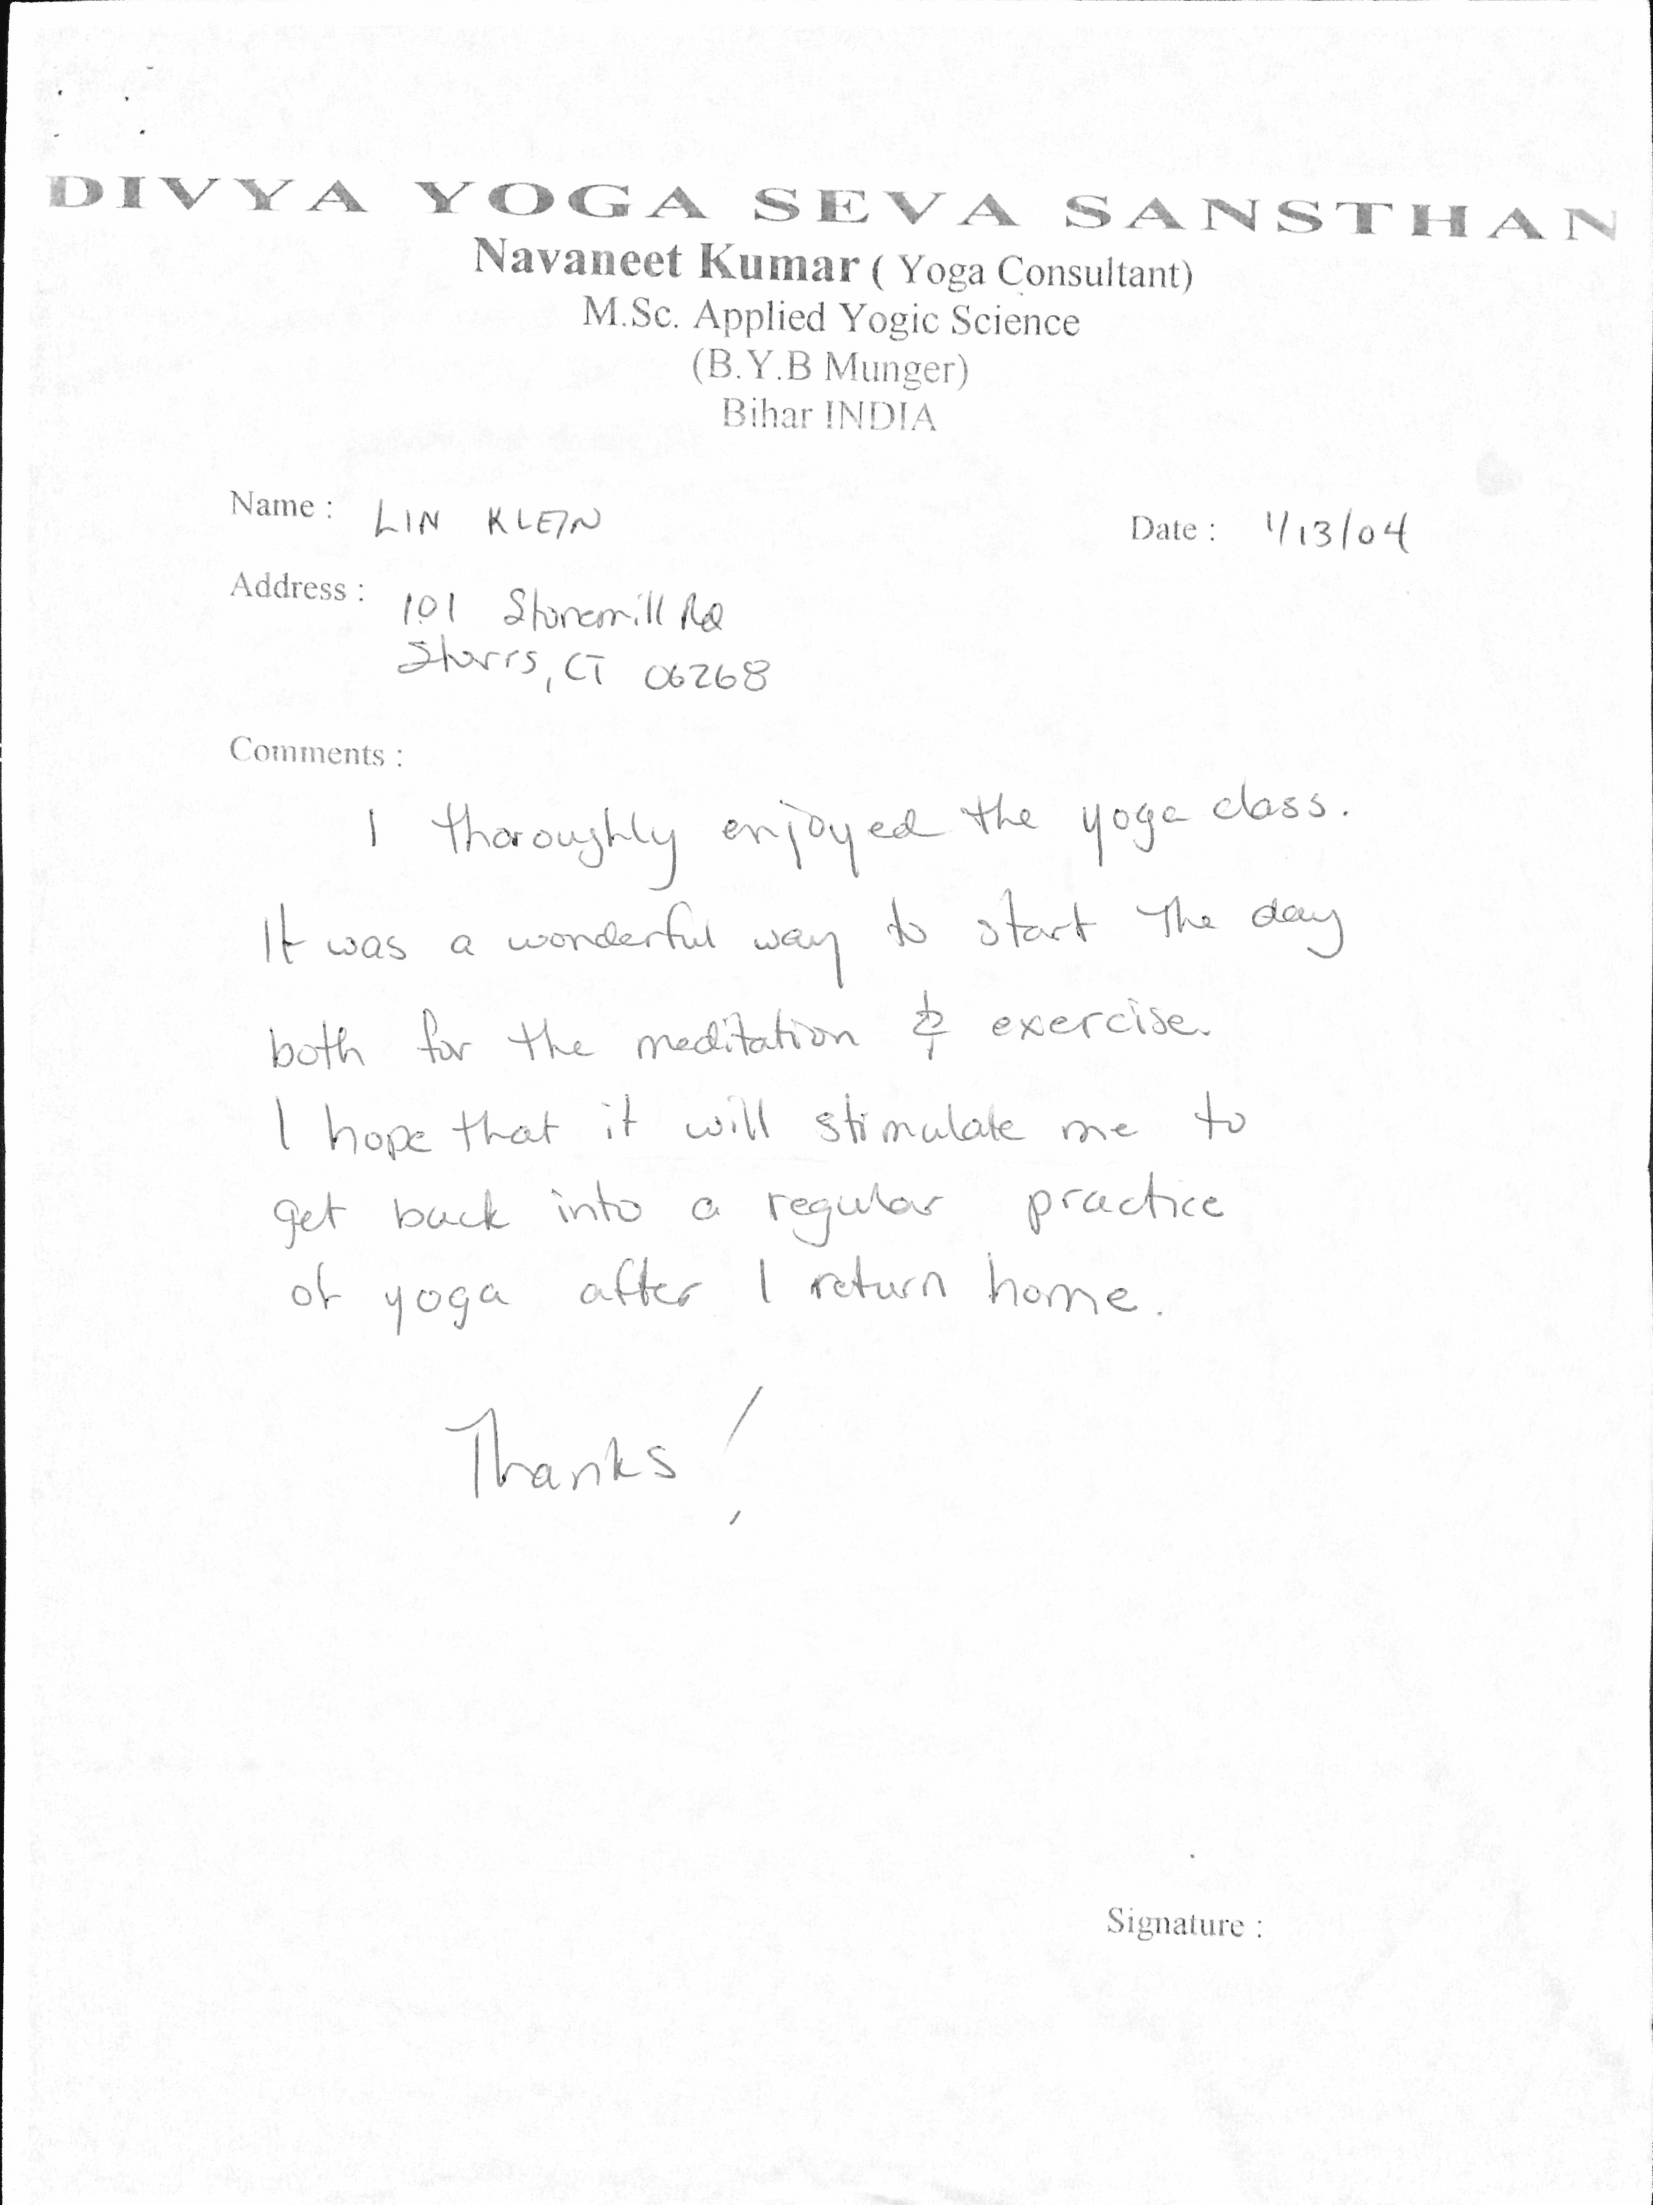 DIVYA YOGA SEVA SANSTHAN
Navaneet Kumar ( Yoga Consultant)
M.Sc. Applied Yogic Science
(B.Y.B Munger)
Bihar INDIA
Name : LIN KLEIN
Date : 1/13/04
Address : 101 Stonemill Rd
Storrs, CT 06268
Comments :
I thoroughly enjoyed the yoga class.
It was a wonderful way to start the day
both for the meditation & exercise.
I hope that it will stimulate me to
get back into a regular practice
of yoga after I return home.
Thanks!
Signature :